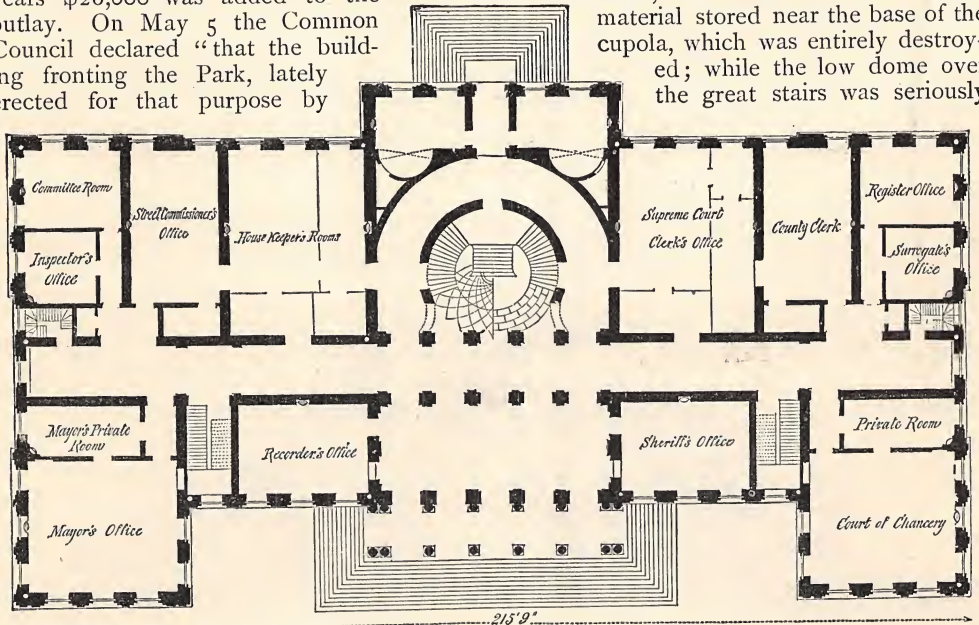 years $20,000 was added to the
outlay. On May 5 the Common
Council declared "that the build-
ing fronting the Park, lately
erected for that purpose by
material stored near the base of the
cupola, which was entirely destroy-
ed; while the low dome over
the great stairs was seriously
Committee Room
Street Commissioner's
Office
House Keeper's Rooms
Supreme Court
Clerk's Office
County Clerk
Register Office
Inspector's
Office
Surrogate's
Office
Mayor's Private
Room
Recorder's Office
Sheriff's Office
Private Room
Mayor's Office
Court of Chancery
215'9"